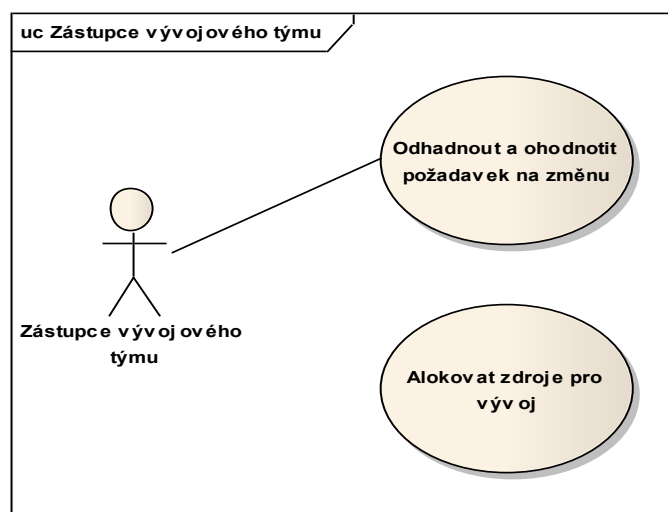 uc Zástupce vývojového týmu
Odhadnout a ohodnotit
požadavek na změnu
Zástupce vývojového
týmu
Alokovat zdroje pro
vývoj